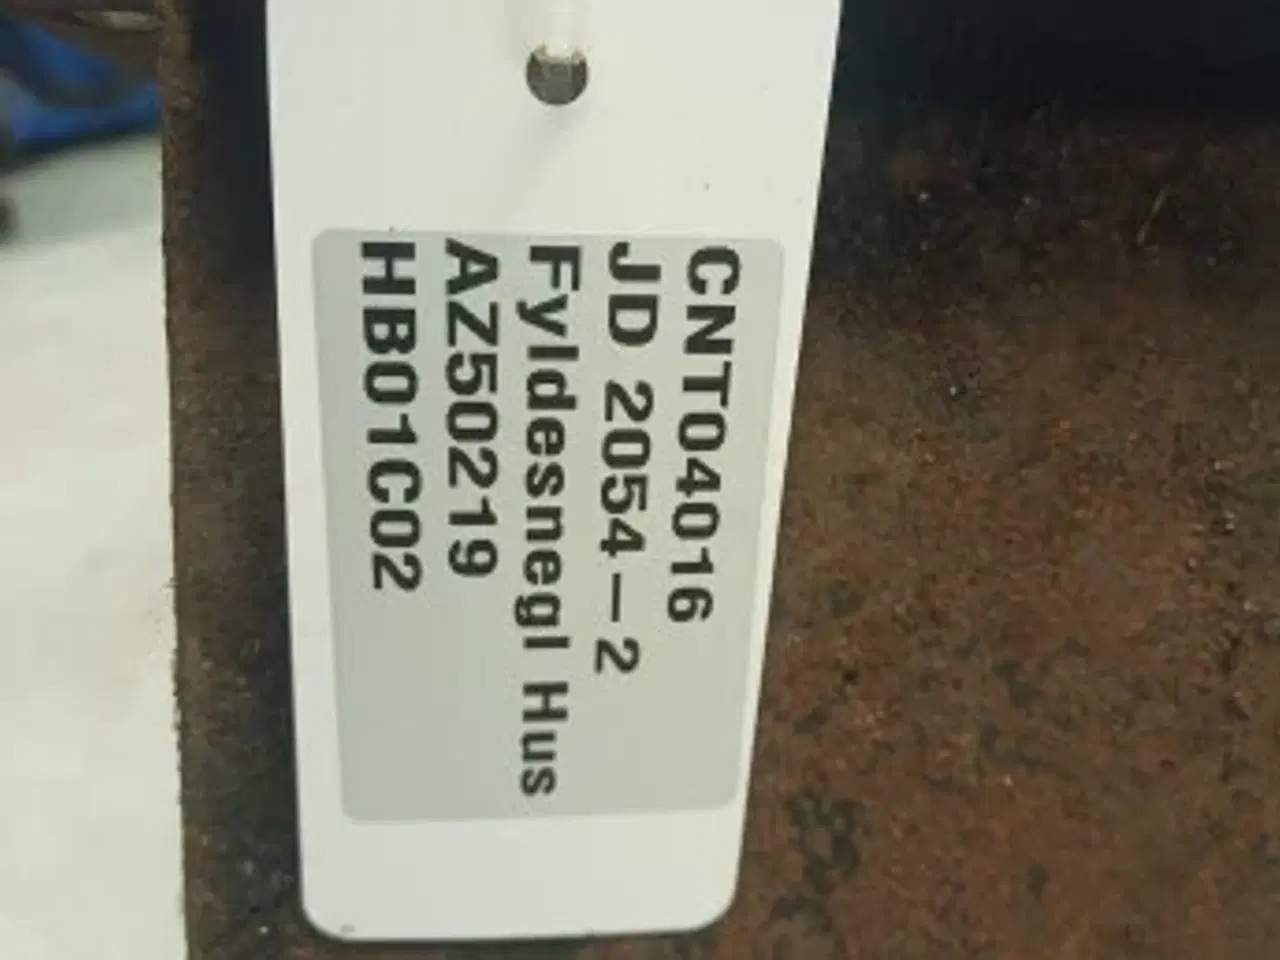 CNT04016
JD 2054-2
Fyldesnegl Hus
AZ50219
HB01C02